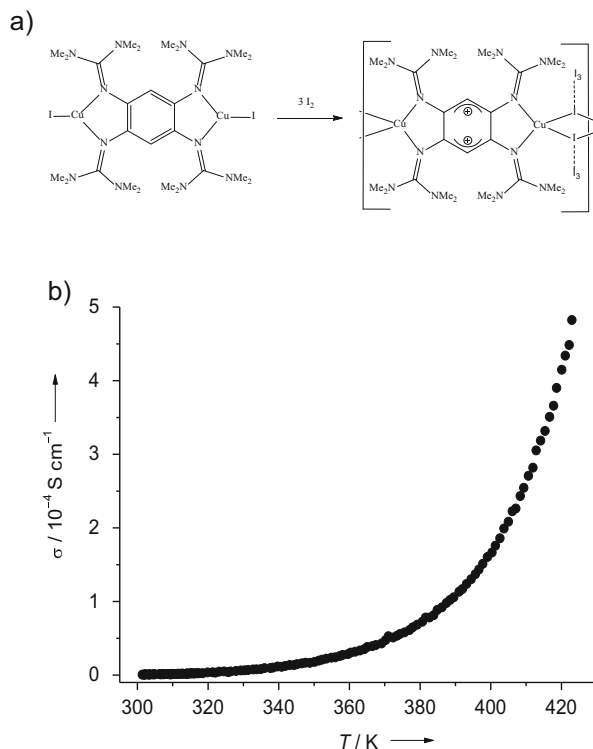 a)
Me2N NMe2 Me2N NMe2
N N
I Cu Cu I
N N
Me2N NMe2 Me2N NMe2
3 I2
Me2N NMe2 Me2N NMe2
I3
N N
I
Cu Cu
I
N N
I3
Me2N NMe2 Me2N NMe2
b)
σ / 10⁻⁴ S cm⁻¹
5
4
3
2
1
0
300 320 340 360 380 400 420
T / K